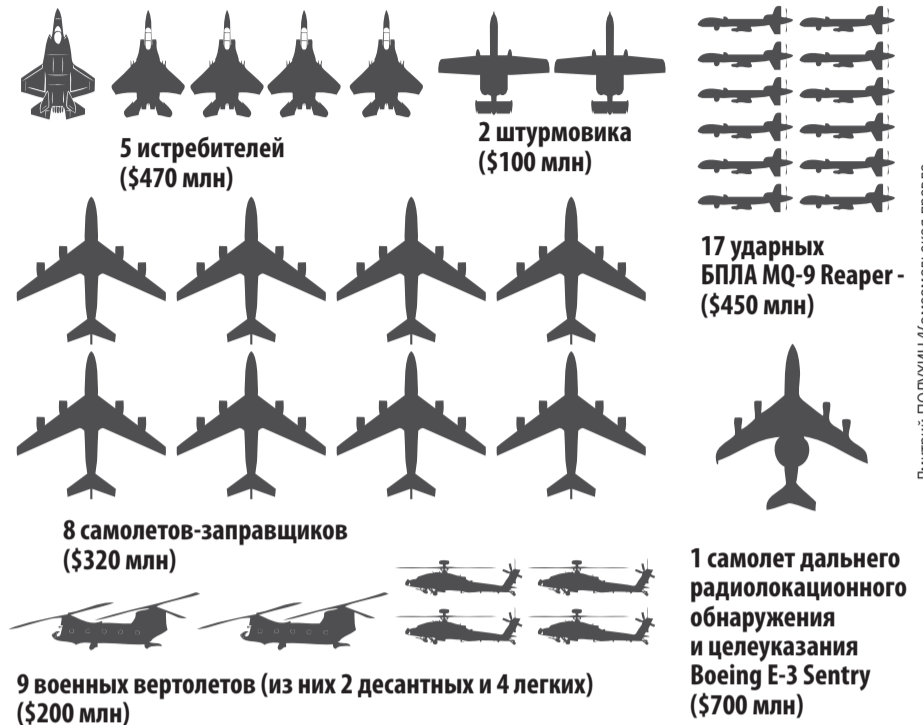 5 истребителей
($470 млн)
2 штурмовика
($100 млн)
17 ударных
БПЛА MQ-9 Reaper -
($450 млн)
8 самолетов-заправщиков
($320 млн)
1 самолет дальнего
радиолокационного
обнаружения
и целеуказания
Boeing E-3 Sentry
($700 млн)
9 военных вертолетов (из них 2 десантных и 4 легких)
($200 млн)